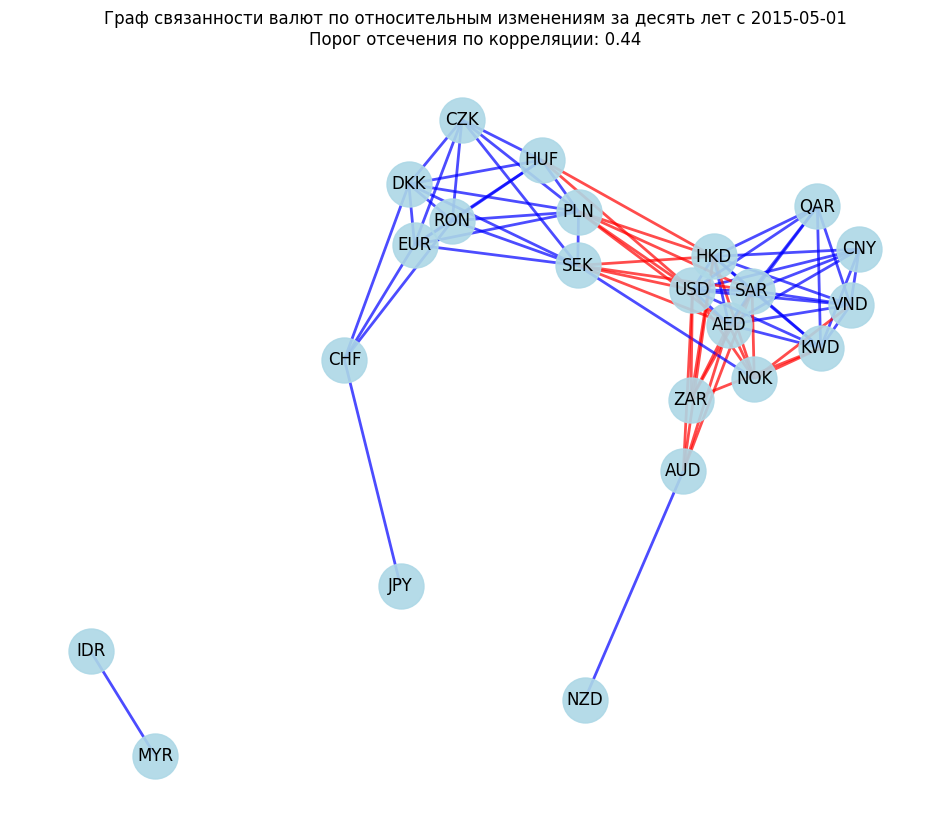 Граф связанности валют по относительным изменениям за десять лет с 2015-05-01
Порог отсечения по корреляции: 0.44
CZK
HUF
DKK
QAR
PLN
RON
EUR
CNY
HKD
SEK
USD
SAR
VND
AED
KWD
CHF
NOK
ZAR
AUD
JPY
IDR
NZD
MYR